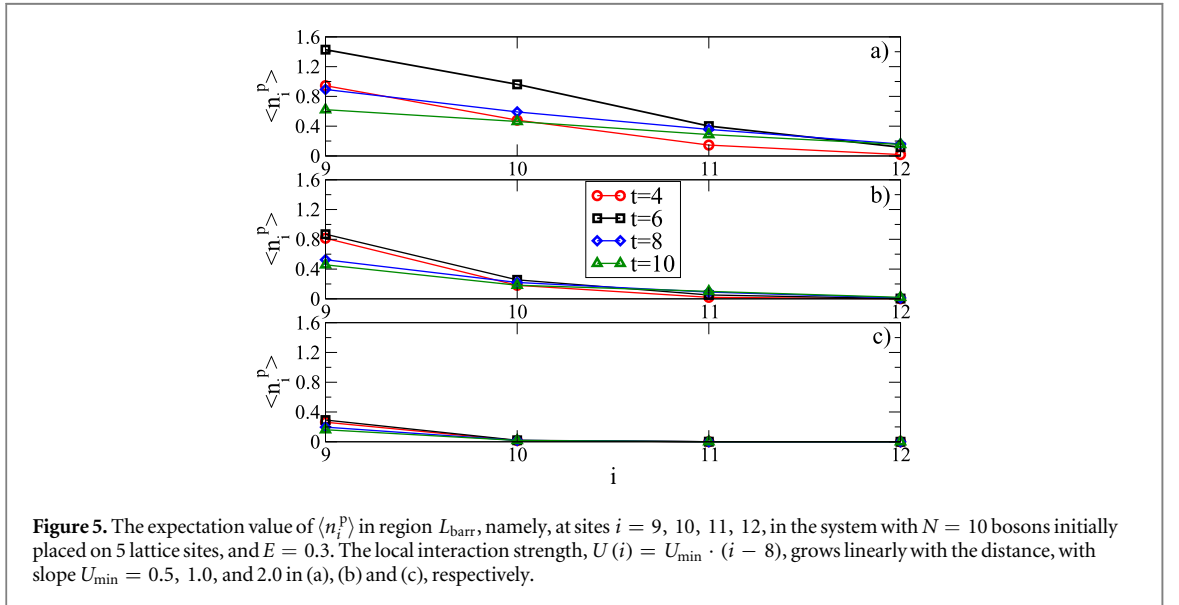 1.6
1.2
0.8
0.4
0
<n_i^p>
a)
9 10 11 12
1.6
1.2
0.8
0.4
0
<n_i^p>
b)
t=4
t=6
t=8
t=10
9 10 11 12
1.6
1.2
0.8
0.4
0
<n_i^p>
c)
9 10 11 12
i
Figure 5. The expectation value of ⟨n_i^p⟩ in region L_barr, namely, at sites i = 9, 10, 11, 12, in the system with N = 10 bosons initially
placed on 5 lattice sites, and E = 0.3. The local interaction strength, U(i) = U_min · (i − 8), grows linearly with the distance, with
slope U_min = 0.5, 1.0, and 2.0 in (a), (b) and (c), respectively.